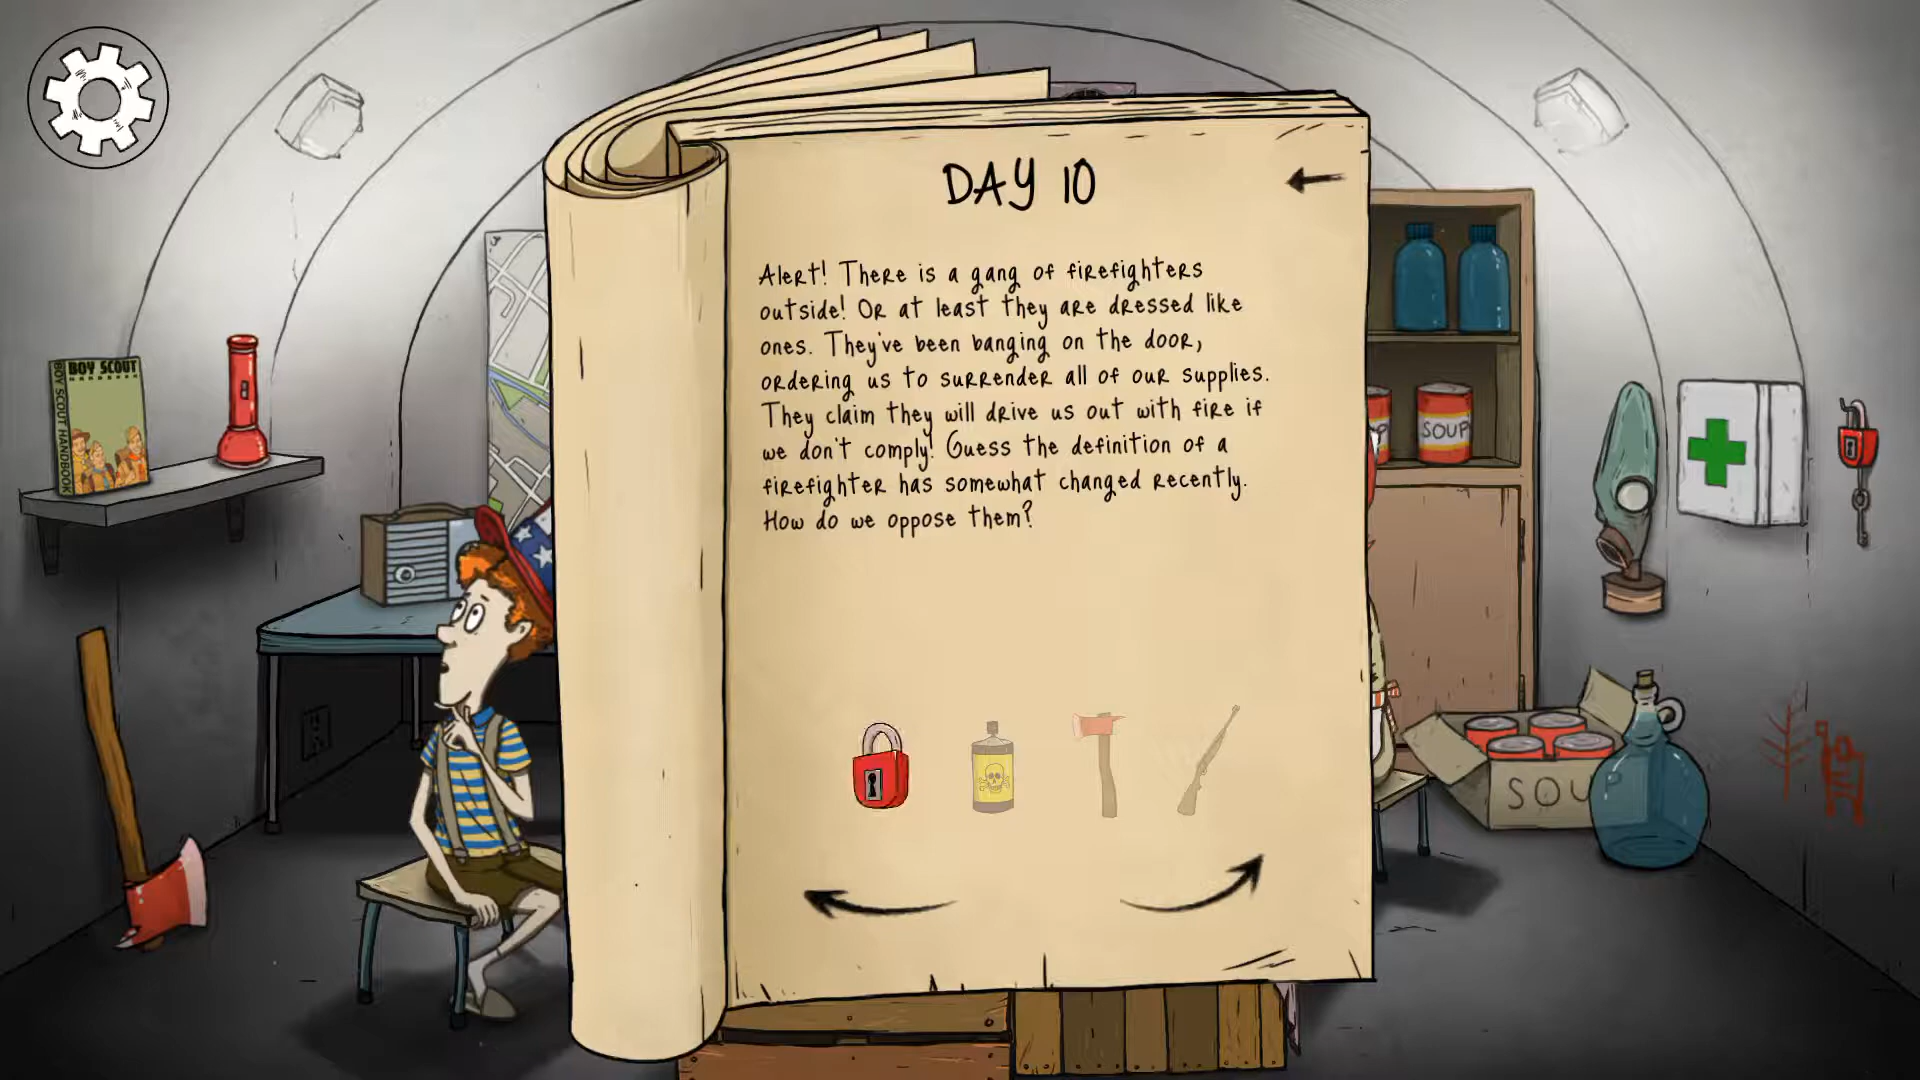 DAY 10
Alert! There is a gang of firefighters
outside! Or at least they are dressed like
ones. They've been banging on the door,
ordering us to surrender all of our supplies.
They claim they will drive us out with fire if
we don't comply! Guess the definition of a
firefighter has somewhat changed recently.
How do we oppose them?
BOY SCOUT
BOY SCOUT HANDBOOK
SOUP
SOU